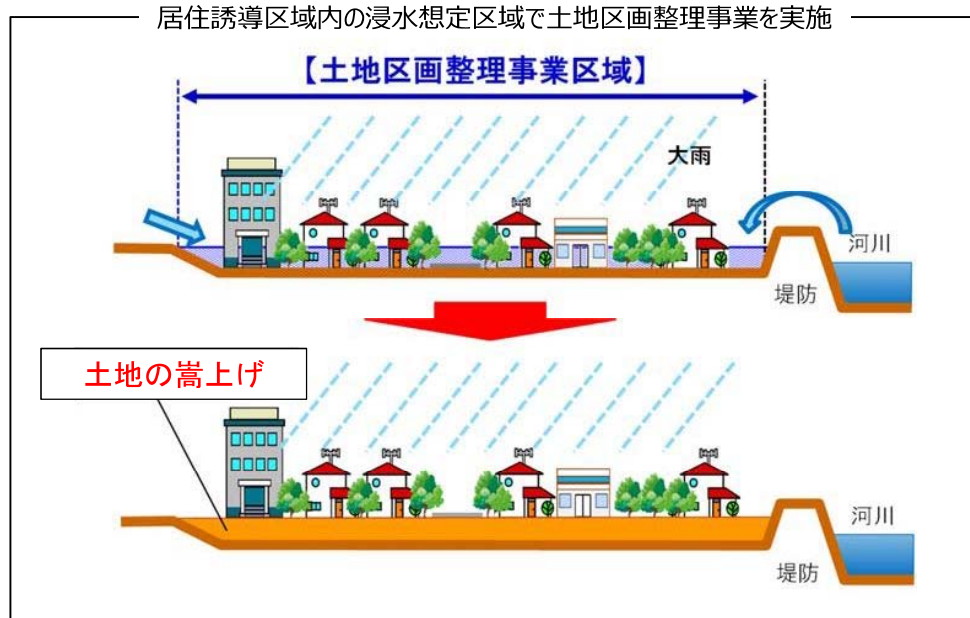 居住誘導区域内の浸水想定区域で土地区画整理事業を実施
【土地区画整理事業区域】
大雨
河川
堤防
土地の嵩上げ
河川
堤防